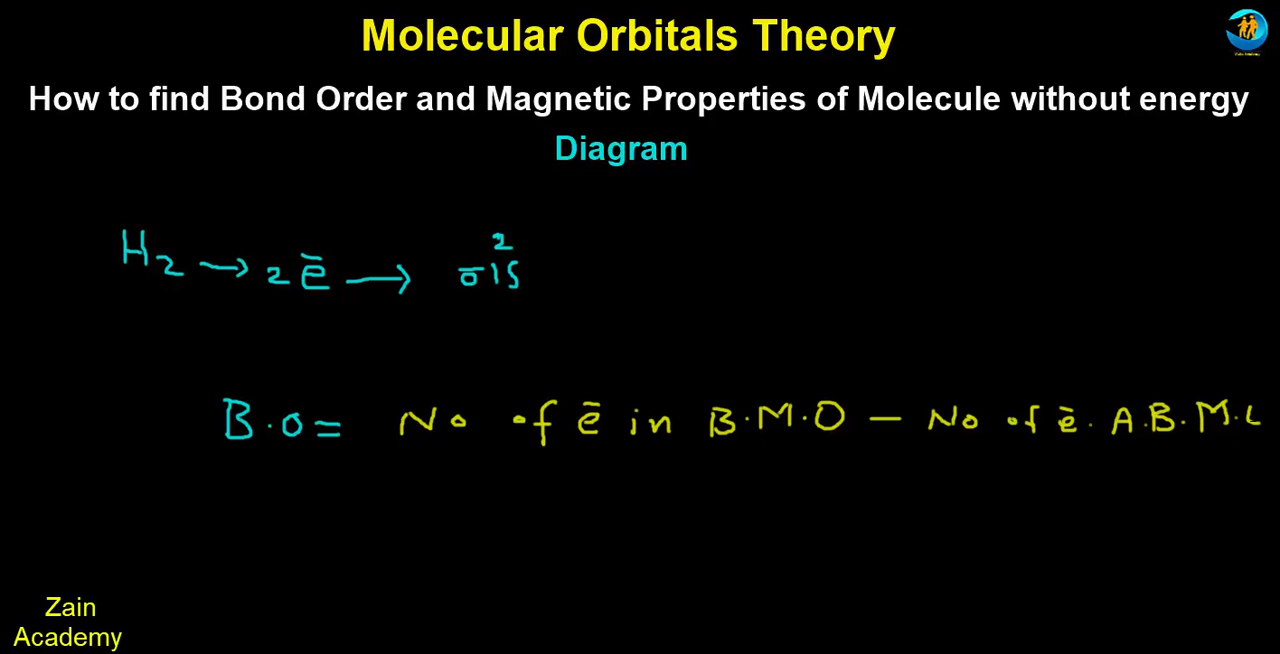 Molecular Orbitals Theory
How to find Bond Order and Magnetic Properties of Molecule without energy
Diagram
H₂ → 2 ē → σ1s²
B.O = No of ē in B.M.O — No of ē. A.B.M.
Zain
Academy